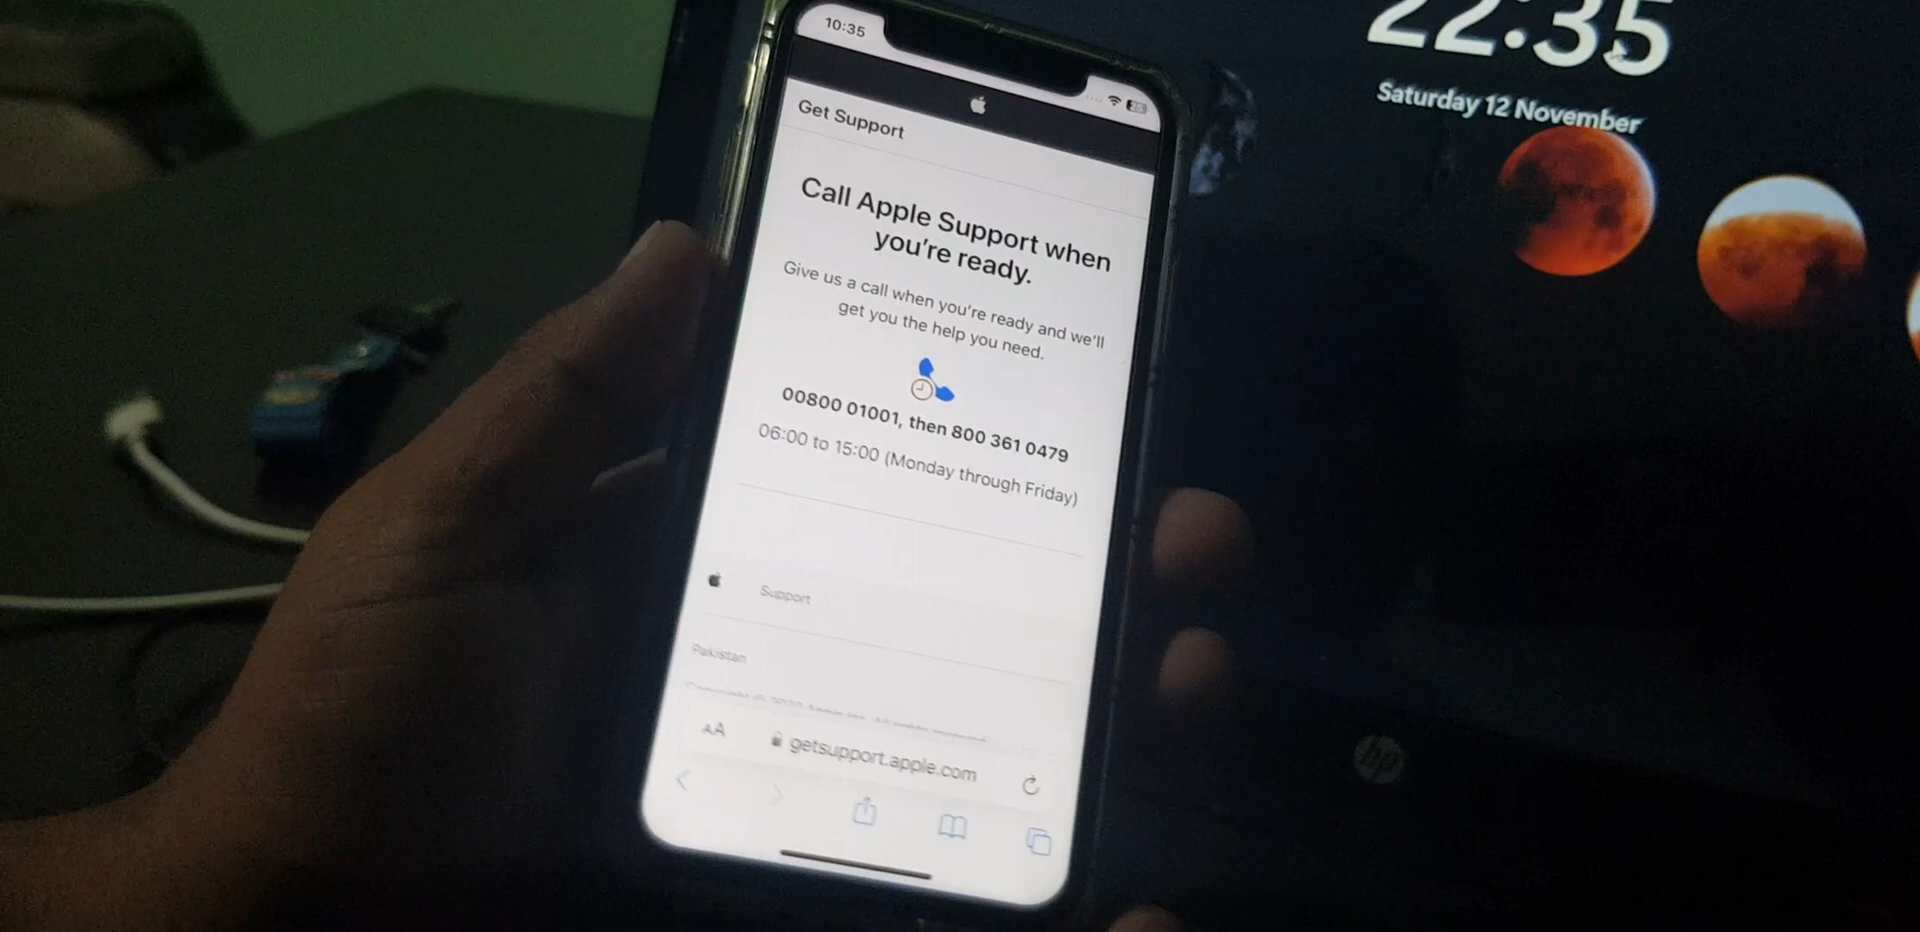 10:35
Get Support
Call Apple Support when
you're ready.
Give us a call when you're ready and we'll
get you the help you need.
00800 01001, then 800 361 0479
06:00 to 15:00 (Monday through Friday)
Support
Pakistan
AA
getsupport.apple.com
22:35
Saturday 12 November
hp